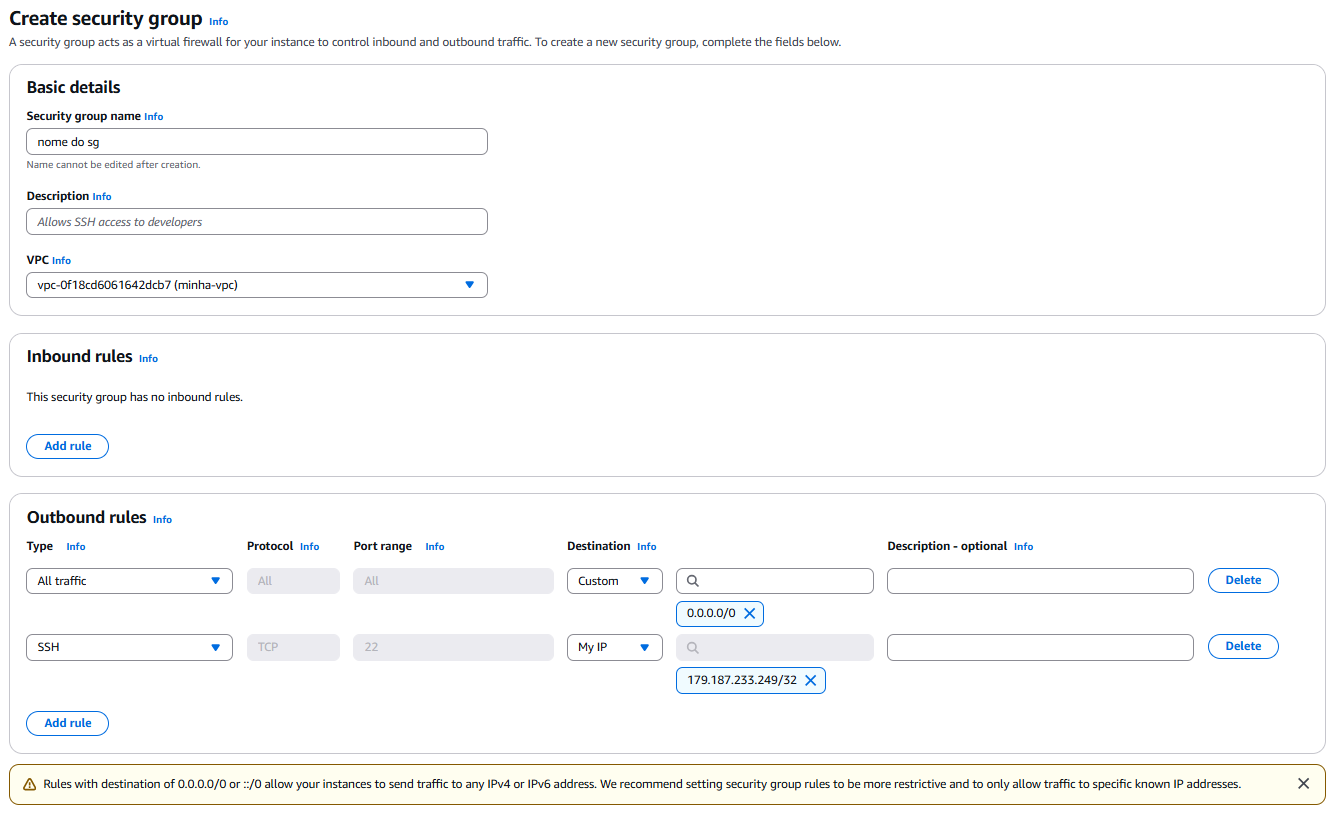 Create security group Info
A security group acts as a virtual firewall for your instance to control inbound and outbound traffic. To create a new security group, complete the fields below.
Basic details
Security group name Info
nome do sg
Name cannot be edited after creation.
Description Info
Allows SSH access to developers
VPC Info
vpc-0f18cd6061642dcb7 (minha-vpc)
Inbound rules Info
This security group has no inbound rules.
Add rule
Outbound rules Info
Type Info Protocol Info Port range Info Destination Info Description - optional Info
All traffic All All Custom Delete
0.0.0.0/0
SSH TCP 22 My IP Delete
179.187.233.249/32
Add rule
Rules with destination of 0.0.0.0/0 or ::/0 allow your instances to send traffic to any IPv4 or IPv6 address. We recommend setting security group rules to be more restrictive and to only allow traffic to specific known IP addresses.